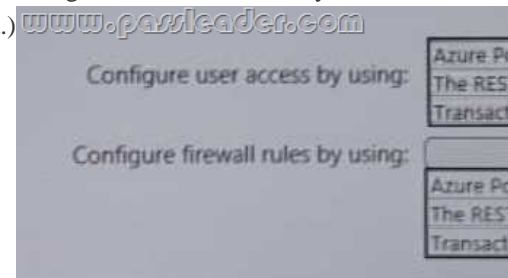 .) www.passleader.com
Configure user access by using:
Azure Po
The RES
Transact
Configure firewall rules by using:
Azure Po
The REST
Transact